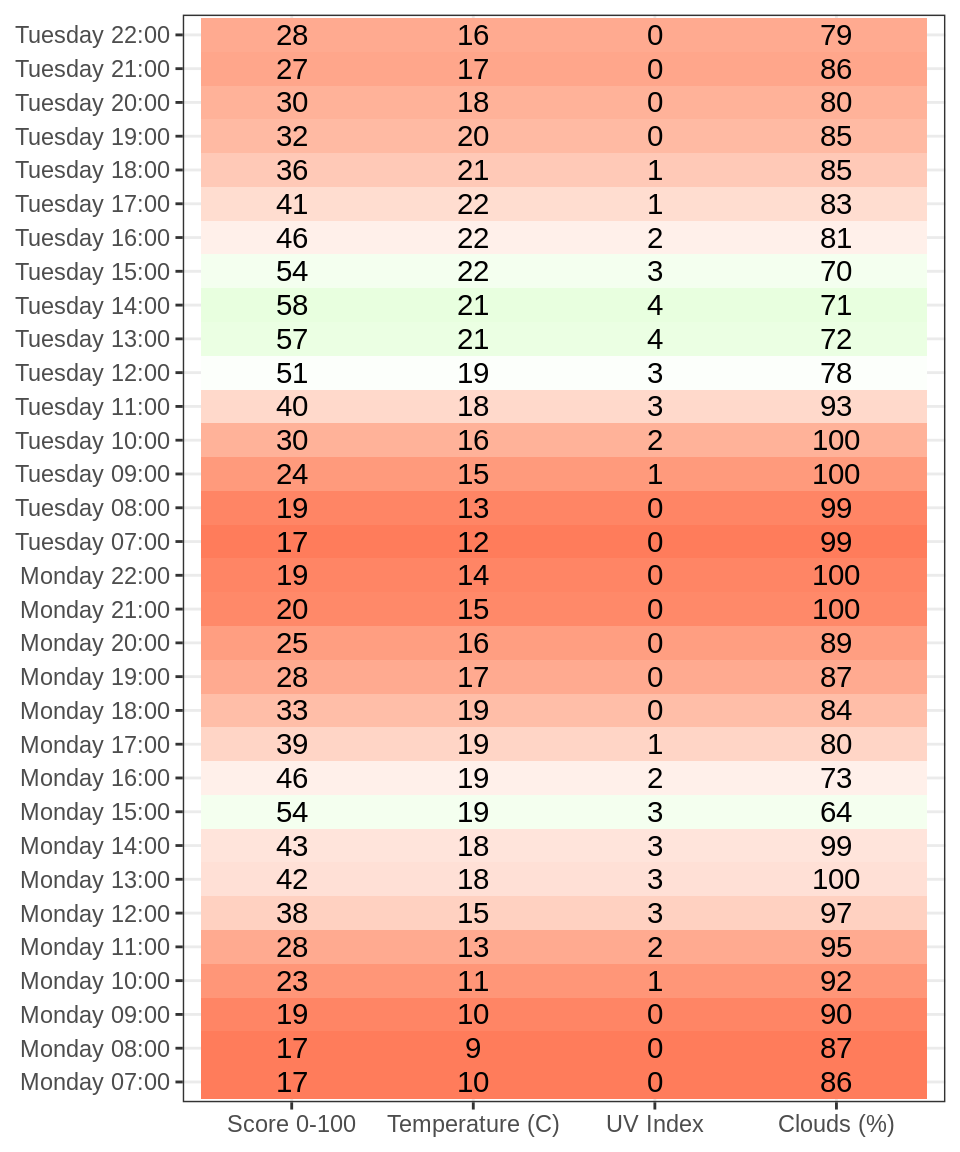 Tuesday 22:00 28 16 0 79
Tuesday 21:00 27 17 0 86
Tuesday 20:00 30 18 0 80
Tuesday 19:00 32 20 0 85
Tuesday 18:00 36 21 1 85
Tuesday 17:00 41 22 1 83
Tuesday 16:00 46 22 2 81
Tuesday 15:00 54 22 3 70
Tuesday 14:00 58 21 4 71
Tuesday 13:00 57 21 4 72
Tuesday 12:00 51 19 3 78
Tuesday 11:00 40 18 3 93
Tuesday 10:00 30 16 2 100
Tuesday 09:00 24 15 1 100
Tuesday 08:00 19 13 0 99
Tuesday 07:00 17 12 0 99
Monday 22:00 19 14 0 100
Monday 21:00 20 15 0 100
Monday 20:00 25 16 0 89
Monday 19:00 28 17 0 87
Monday 18:00 33 19 0 84
Monday 17:00 39 19 1 80
Monday 16:00 46 19 2 73
Monday 15:00 54 19 3 64
Monday 14:00 43 18 3 99
Monday 13:00 42 18 3 100
Monday 12:00 38 15 3 97
Monday 11:00 28 13 2 95
Monday 10:00 23 11 1 92
Monday 09:00 19 10 0 90
Monday 08:00 17 9 0 87
Monday 07:00 17 10 0 86
Score 0-100 Temperature (C) UV Index Clouds (%)